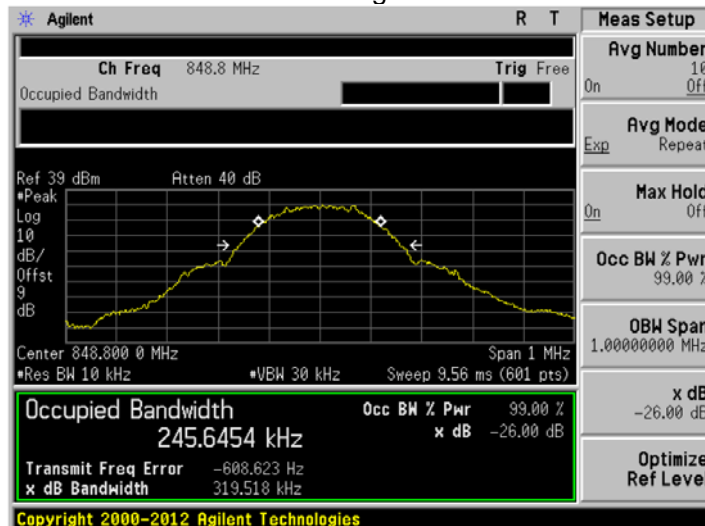 Agilent
R T
Ch Freq 848.8 MHz
Trig Free
Occupied Bandwidth
Ref 39 dBm Atten 40 dB
#Peak
Log
10
dB/
Offst
9
dB
Center 848.800 0 MHz Span 1 MHz
#Res BW 10 kHz #VBW 30 kHz Sweep 9.56 ms (601 pts)
Occupied Bandwidth
245.6454 kHz
Occ BW % Pwr 99.00 %
x dB -26.00 dB
Transmit Freq Error -608.623 Hz
x dB Bandwidth 319.518 kHz
Copyright 2000-2012 Agilent Technologies
Meas Setup
Avg Number
10
On Off
Avg Mode
Exp Repeat
Max Hold
On Off
Occ BW % Pwr
99.00 %
OBW Span
1.00000000 MHz
x dB
-26.00 dB
Optimize
Ref Level